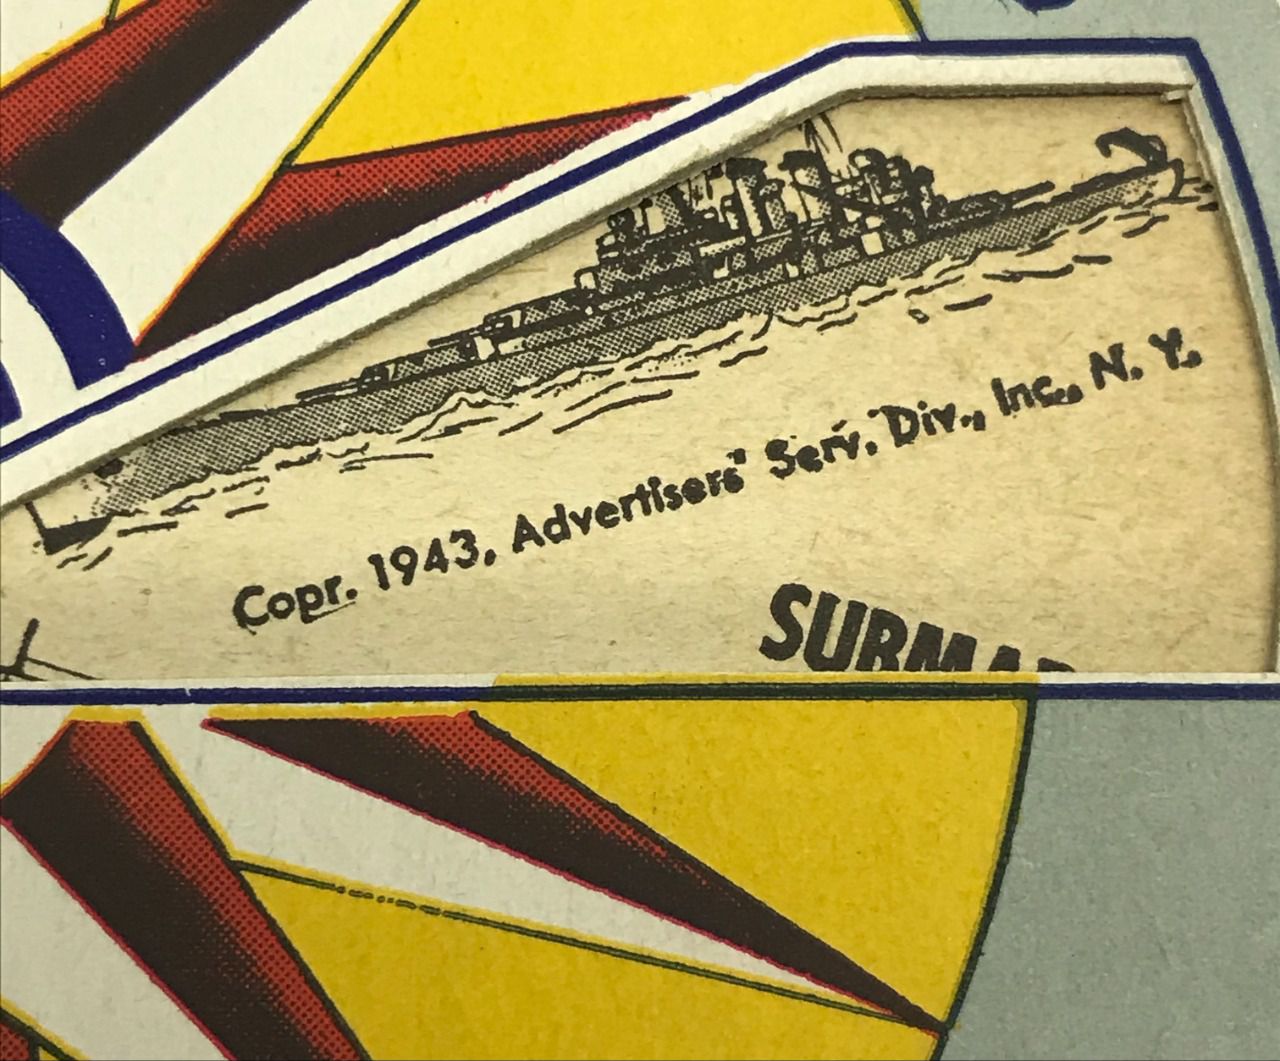 Copr. 1943, Advertisers' Serv. Div., Inc., N. Y.